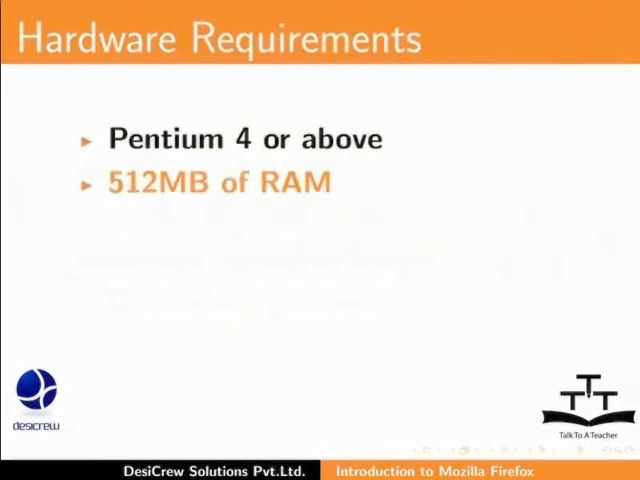 Hardware Requirements
Pentium 4 or above
512MB of RAM
desicrew
TTT
Talk To A Teacher
DesiCrew Solutions Pvt.Ltd.
Introduction to Mozilla Firefox